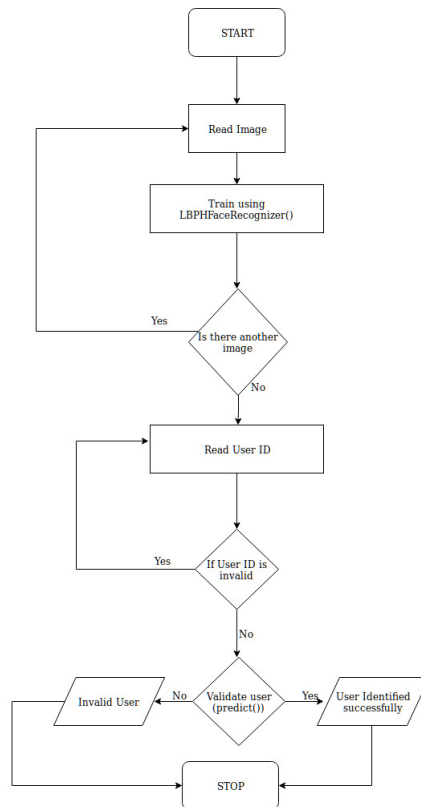 START
Read Image
Train using
LBPHFaceRecognizer()
Yes
Is there another
image
No
Read User ID
Yes
If User ID is
invalid
No
Invalid User
No
Validate user
(predict())
Yes
User Identified
successfully
STOP